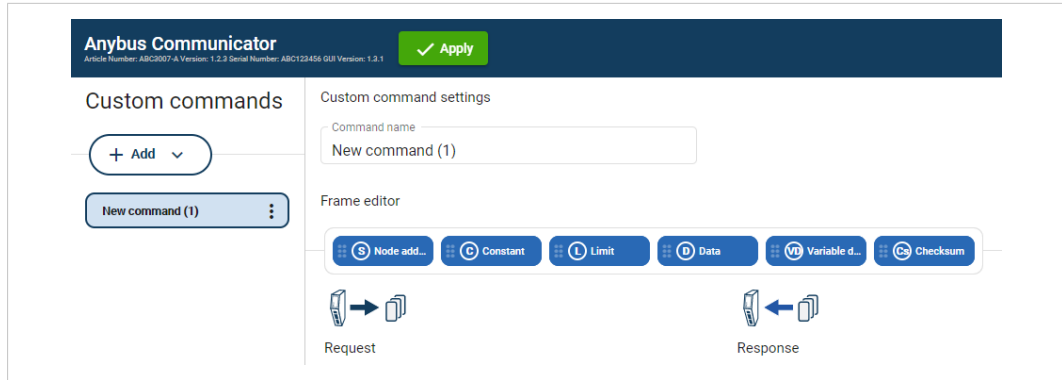 Anybus Communicator
Article Number: ABC3007-A Version: 1.2.3 Serial Number: ABC123456 GUI Version: 1.3.1
Apply
Custom commands
Add
New command (1)
Custom command settings
Command name
New command (1)
Frame editor
S Node add...
C Constant
L Limit
D Data
VD Variable d...
Cs Checksum
Request
Response